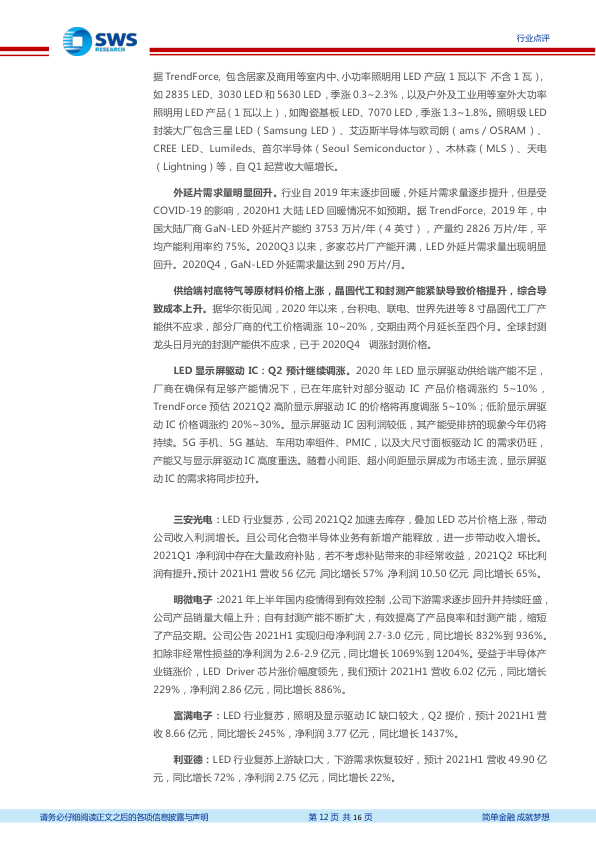 SWS
RESEARCH
行业点评
据 TrendForce, 包含居家及商用等室内中、小功率照明用 LED 产品( 1 瓦以下,不含 1 瓦),
如 2835 LED、3030 LED 和 5630 LED，季涨 0.3~2.3%，以及户外及工业用等室外大功率
照明用 LED 产品（1 瓦以上），如陶瓷基板 LED、7070 LED，季涨 1.3~1.8%。照明级 LED
封装大厂包含三星 LED（Samsung LED）、艾迈斯半导体与欧司朗（ams / OSRAM）、
CREE LED、Lumileds、首尔半导体（Seoul Semiconductor）、木林森（MLS）、天电
（Lightning）等，自 Q1 起营收大幅增长。
外延片需求量明显回升。行业自 2019 年末逐步回暖，外延片需求量逐步提升，但是受
COVID-19 的影响，2020H1 大陆 LED 回暖情况不如预期。据 TrendForce，2019 年，中
国大陆厂商 GaN-LED 外延片产能约 3753 万片/年（4 英寸），产量约 2826 万片/年，平
均产能利用率约 75%。2020Q3 以来，多家芯片厂产能开满，LED 外延片需求量出现明显
回升。2020Q4，GaN-LED 外延需求量达到 290 万片/月。
供给端衬底特气等原材料价格上涨，晶圆代工和封测产能紧缺导致价格提升，综合导
致成本上升。据华尔街见闻，2020 年以来，台积电、联电、世界先进等 8 寸晶圆代工厂产
能供不应求，部分厂商的代工价格调涨 10~20%，交期由两个月延长至四个月。全球封测
龙头日月光的封测产能供不应求，已于 2020Q4 调涨封测价格。
LED 显示屏驱动 IC：Q2 预计继续调涨。2020 年 LED 显示屏驱动供给端产能不足，
厂商在确保有足够产能情况下，已在年底针对部分驱动 IC 产品价格调涨约 5~10%，
TrendForce 预估 2021Q2 高阶显示屏驱动 IC 的价格将再度调涨 5~10%；低阶显示屏驱
动 IC 价格调涨约 20%~30%。显示屏驱动 IC 因利润较低，其产能受排挤的现象今年仍将
持续。5G 手机、5G 基站、车用功率组件、PMIC，以及大尺寸面板驱动 IC 的需求仍旺，
产能又与显示屏驱动 IC 高度重迭。随着小间距、超小间距显示屏成为市场主流，显示屏驱
动 IC 的需求将同步拉升。
三安光电：LED 行业复苏，公司 2021Q2 加速去库存，叠加 LED 芯片价格上涨，带动
公司收入利润增长。且公司化合物半导体业务有新增产能释放，进一步带动收入增长。
2021Q1 净利润中存在大量政府补贴，若不考虑补贴带来的非经常收益，2021Q2 环比利
润有提升。预计 2021H1 营收 56 亿元,同比增长 57%,净利润 10.50 亿元,同比增长 65%。
明微电子：2021 年上半年国内疫情得到有效控制,公司下游需求逐步回升并持续旺盛，
公司产品销量大幅上升；自有封测产能不断扩大，有效提高了产品良率和封测产能，缩短
了产品交期。公司公告 2021H1 实现归母净利润 2.7-3.0 亿元，同比增长 832%到 936%。
扣除非经常性损益的净利润为 2.6-2.9 亿元，同比增长 1069%到 1204%。受益于半导体产
业链涨价，LED Driver 芯片涨价幅度领先，我们预计 2021H1 营收 6.02 亿元，同比增长
229%，净利润 2.86 亿元，同比增长 886%。
富满电子：LED 行业复苏，照明及显示驱动 IC 缺口较大，Q2 提价，预计 2021H1 营
收 8.66 亿元，同比增长 245%，净利润 3.77 亿元，同比增长 1437%。
利亚德：LED 行业复苏上游缺口大，下游需求恢复较好，预计 2021H1 营收 49.90 亿
元，同比增长 72%，净利润 2.75 亿元，同比增长 22%。
请务必仔细阅读正文之后的各项信息披露与声明
第 12 页 共 16 页
简单金融 成就梦想